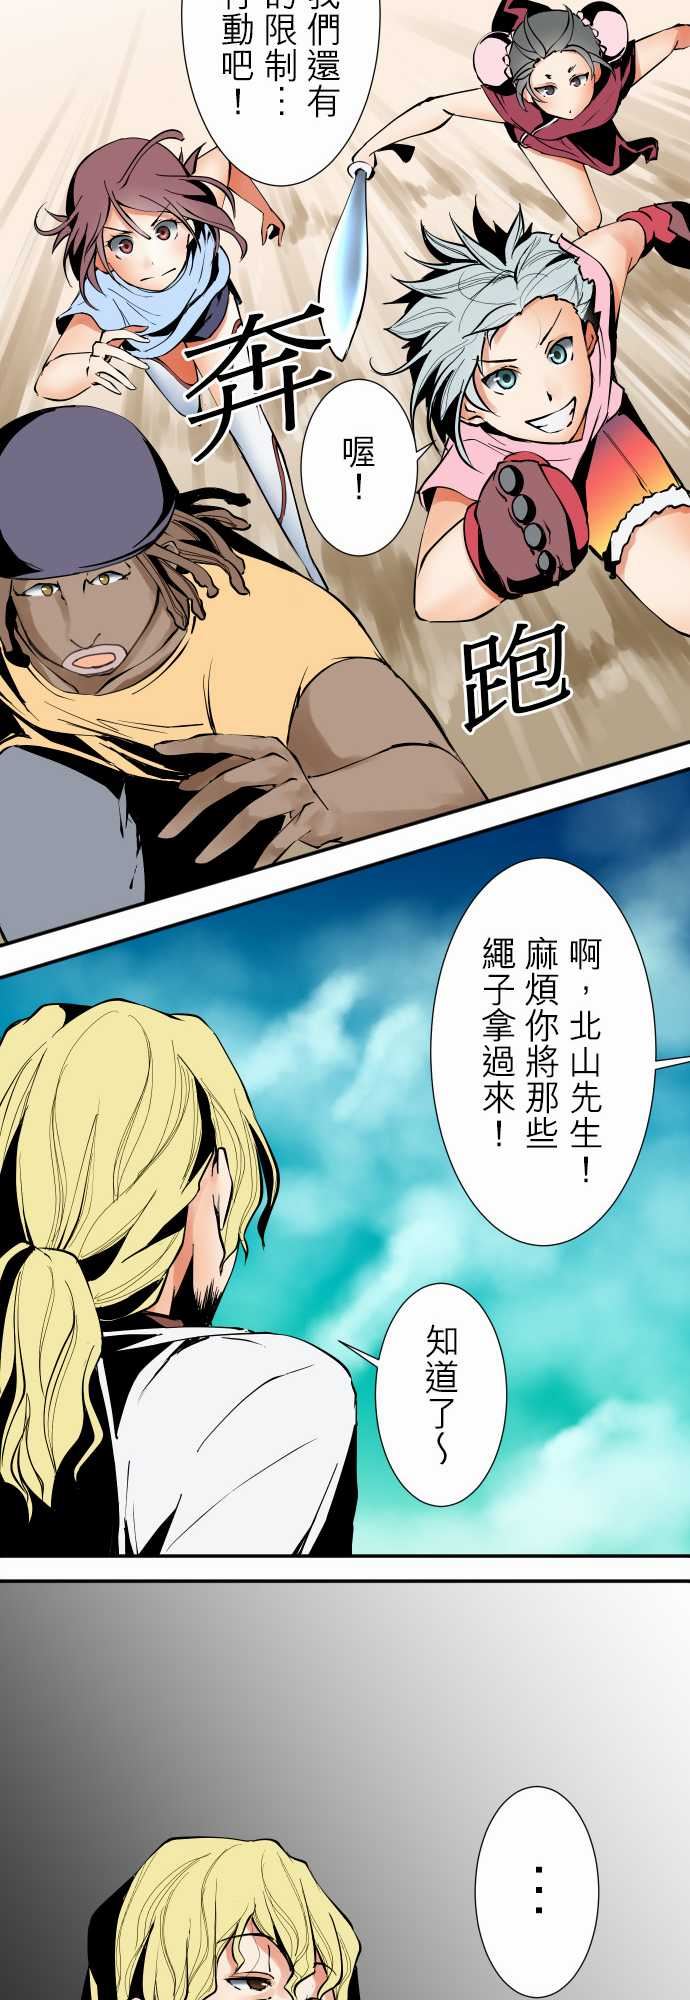 我們還有
的限制…
行動吧！
奔
喔！
跑
啊，北山先生！
麻煩你將那些
繩子拿過來！
知道了～
…